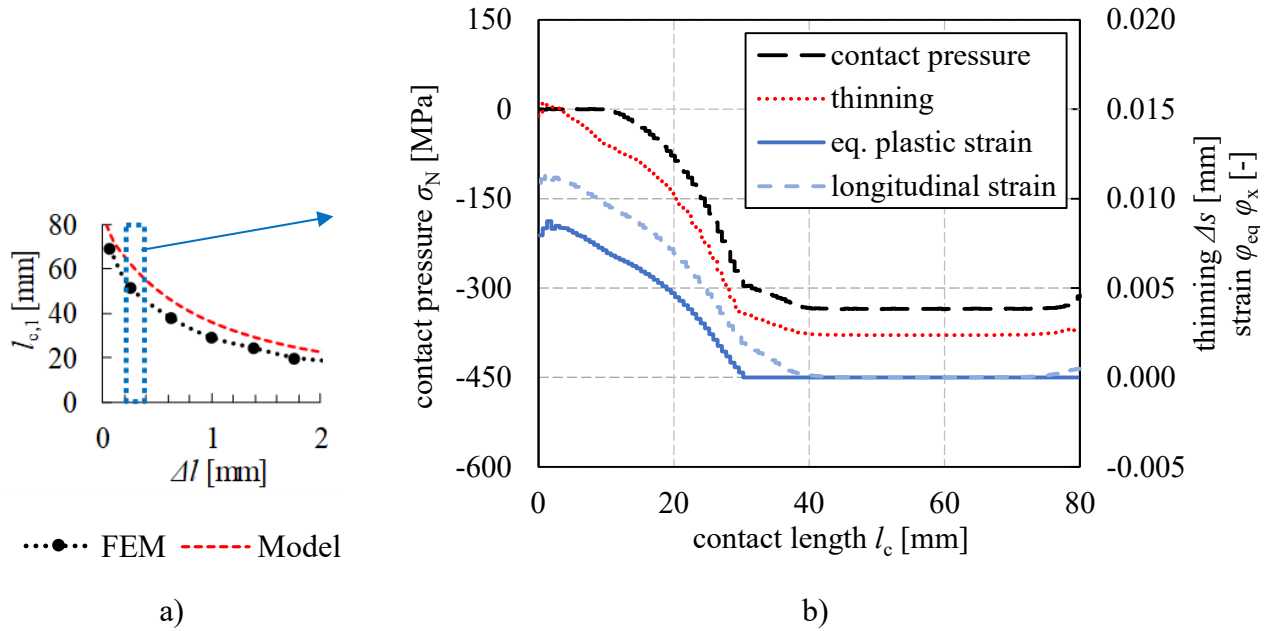 80
60
40
20
0
l_c,1 [mm]
0 1 2
Δl [mm]
FEM Model
a)
150
0
-150
-300
-450
-600
contact pressure σ_N [MPa]
contact pressure
thinning
eq. plastic strain
longitudinal strain
0.020
0.015
0.010
0.005
0.000
-0.005
thinning Δs [mm]
strain φ_eq φ_x [-]
0 20 40 60 80
contact length l_c [mm]
b)